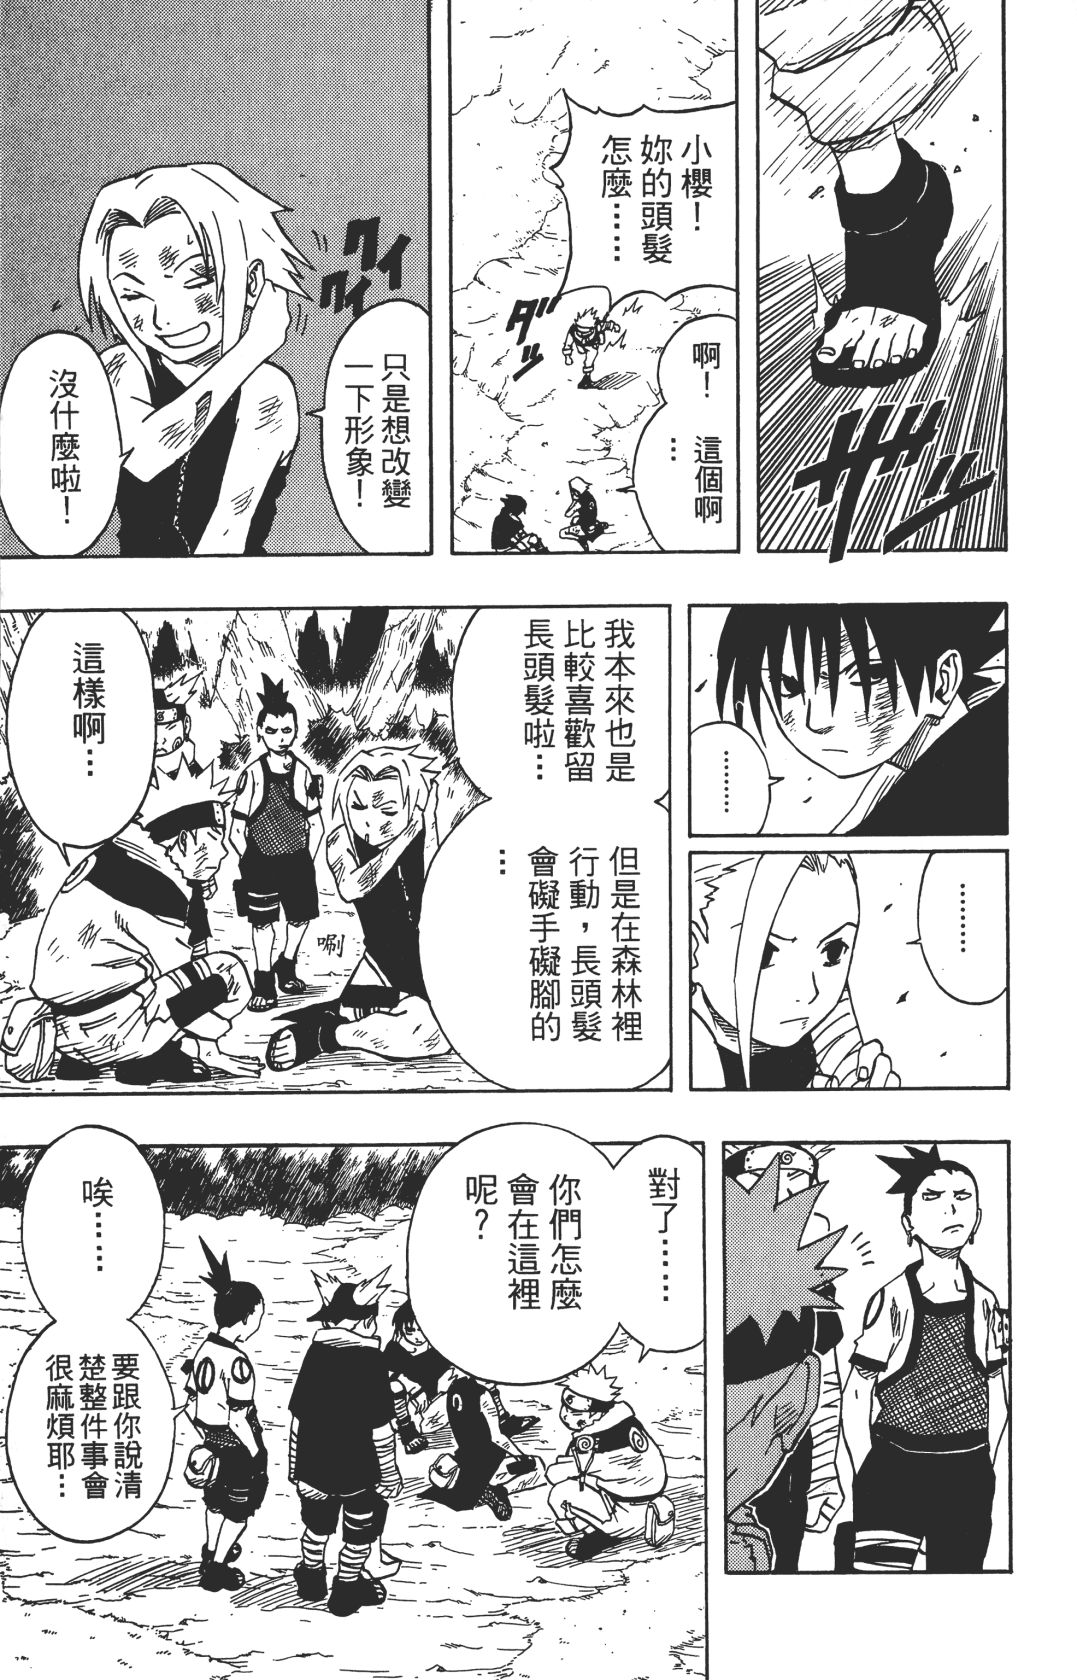 ザザッ
小櫻！
妳的頭髮
怎麼……
ダッ
啊！ 這個啊
…
只是想改變
一下形象！
クイ
クイ
沒什麼啦！
………
………
我本來也是
比較喜歡留
長頭髮啦…
但是在森林裡
行動，長頭髮
會礙手礙腳的
…
唰
這樣啊…
對了……
你們怎麼
會在這裡
呢？
唉……
要跟你說清
楚整件事會
很麻煩耶…